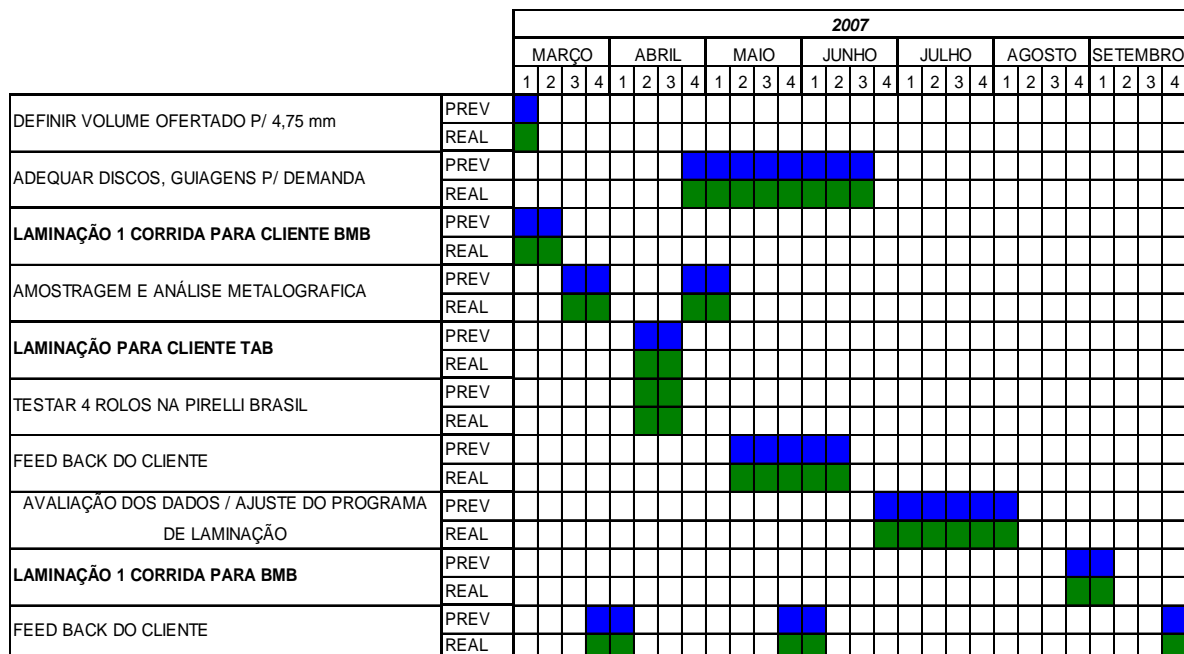 2007
MARÇO ABRIL MAIO JUNHO JULHO AGOSTO SETEMBRO
1 2 3 4 1 2 3 4 1 2 3 4 1 2 3 4 1 2 3 4 1 2 3 4 1 2 3 4
DEFINIR VOLUME OFERTADO P/ 4,75 mm PREV
REAL
ADEQUAR DISCOS, GUIAGENS P/ DEMANDA PREV
REAL
LAMINAÇÃO 1 CORRIDA PARA CLIENTE BMB PREV
REAL
AMOSTRAGEM E ANÁLISE METALOGRAFICA PREV
REAL
LAMINAÇÃO PARA CLIENTE TAB PREV
REAL
TESTAR 4 ROLOS NA PIRELLI BRASIL PREV
REAL
FEED BACK DO CLIENTE PREV
REAL
AVALIAÇÃO DOS DADOS / AJUSTE DO PROGRAMA PREV
DE LAMINAÇÃO REAL
LAMINAÇÃO 1 CORRIDA PARA BMB PREV
REAL
FEED BACK DO CLIENTE PREV
REAL